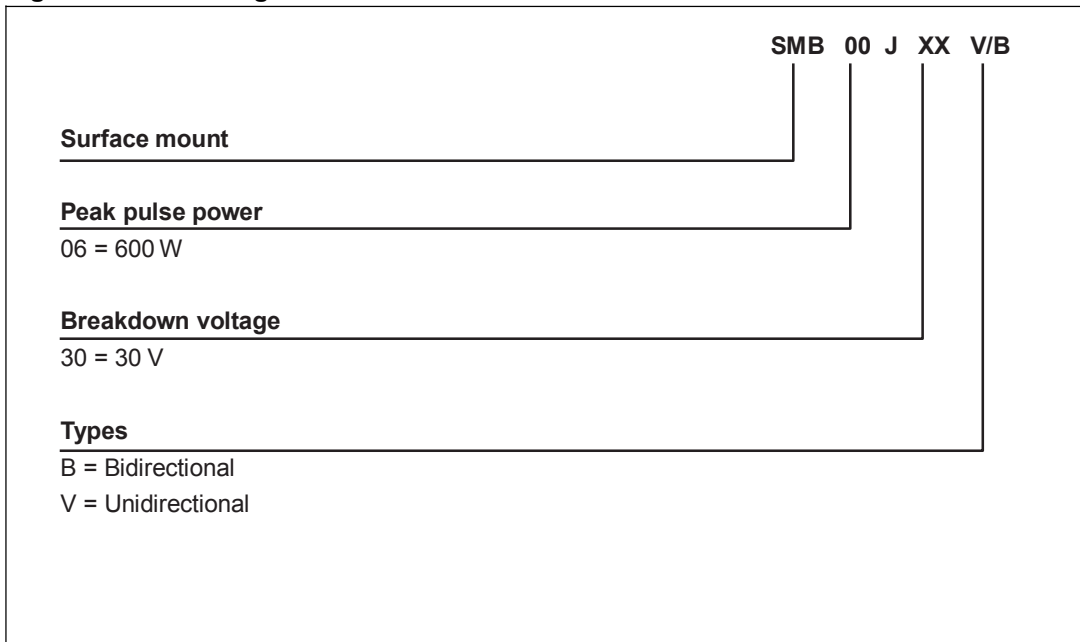 SMB 00 J XX V/B
Surface mount
Peak pulse power
06 = 600 W
Breakdown voltage
30 = 30 V
Types
B = Bidirectional
V = Unidirectional